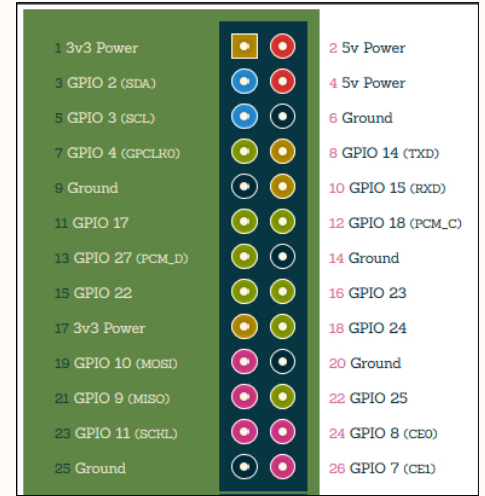 1 3v3 Power 2 5v Power
3 GPIO 2 (SDA) 4 5v Power
5 GPIO 3 (SCL) 6 Ground
7 GPIO 4 (GPCLK0) 8 GPIO 14 (TXD)
9 Ground 10 GPIO 15 (RXD)
11 GPIO 17 12 GPIO 18 (PCM_C)
13 GPIO 27 (PCM_D) 14 Ground
15 GPIO 22 16 GPIO 23
17 3v3 Power 18 GPIO 24
19 GPIO 10 (MOSI) 20 Ground
21 GPIO 9 (MISO) 22 GPIO 25
23 GPIO 11 (SCKL) 24 GPIO 8 (CE0)
25 Ground 26 GPIO 7 (CE1)